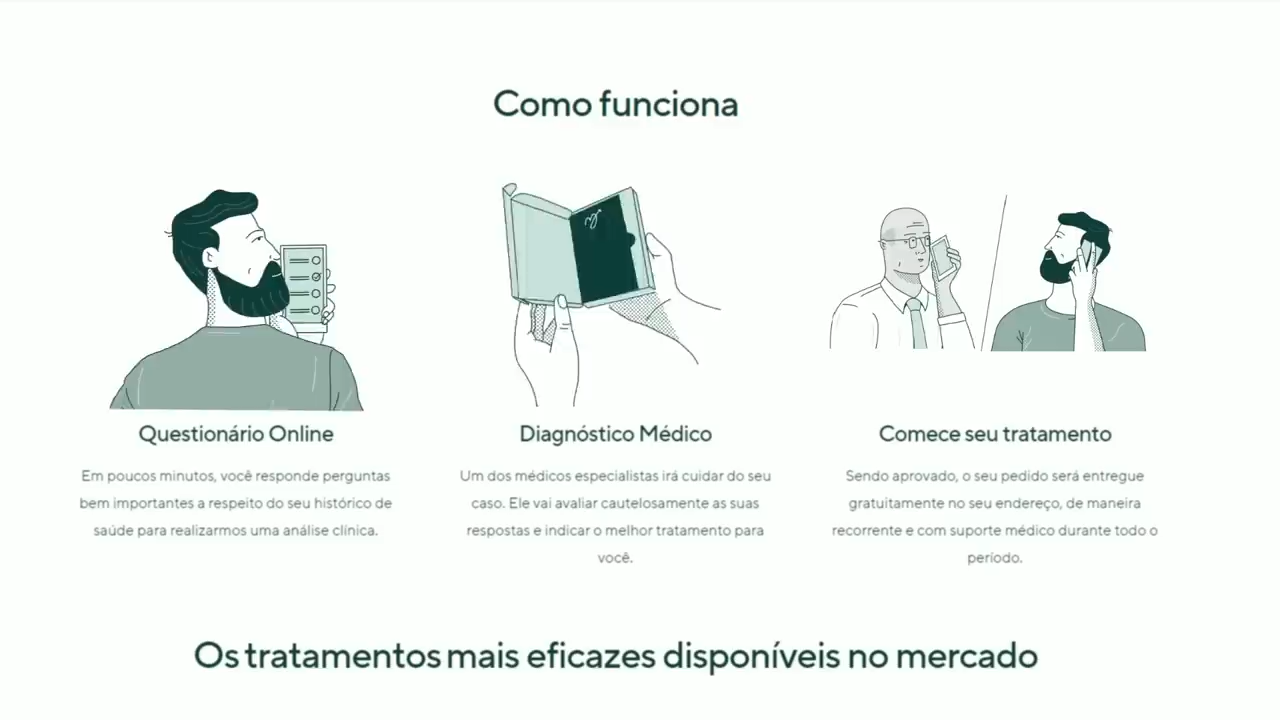 Como funciona
Questionário Online
Em poucos minutos, você responde perguntas
bem importantes a respeito do seu histórico de
saúde para realizarmos uma análise clínica.
Diagnóstico Médico
Um dos médicos especialistas irá cuidar do seu
caso. Ele vai avaliar cautelosamente as suas
respostas e indicar o melhor tratamento para
você.
Comece seu tratamento
Sendo aprovado, o seu pedido será entregue
gratuitamente no seu endereço, de maneira
recorrente e com suporte médico durante todo o
período.
Os tratamentos mais eficazes disponíveis no mercado